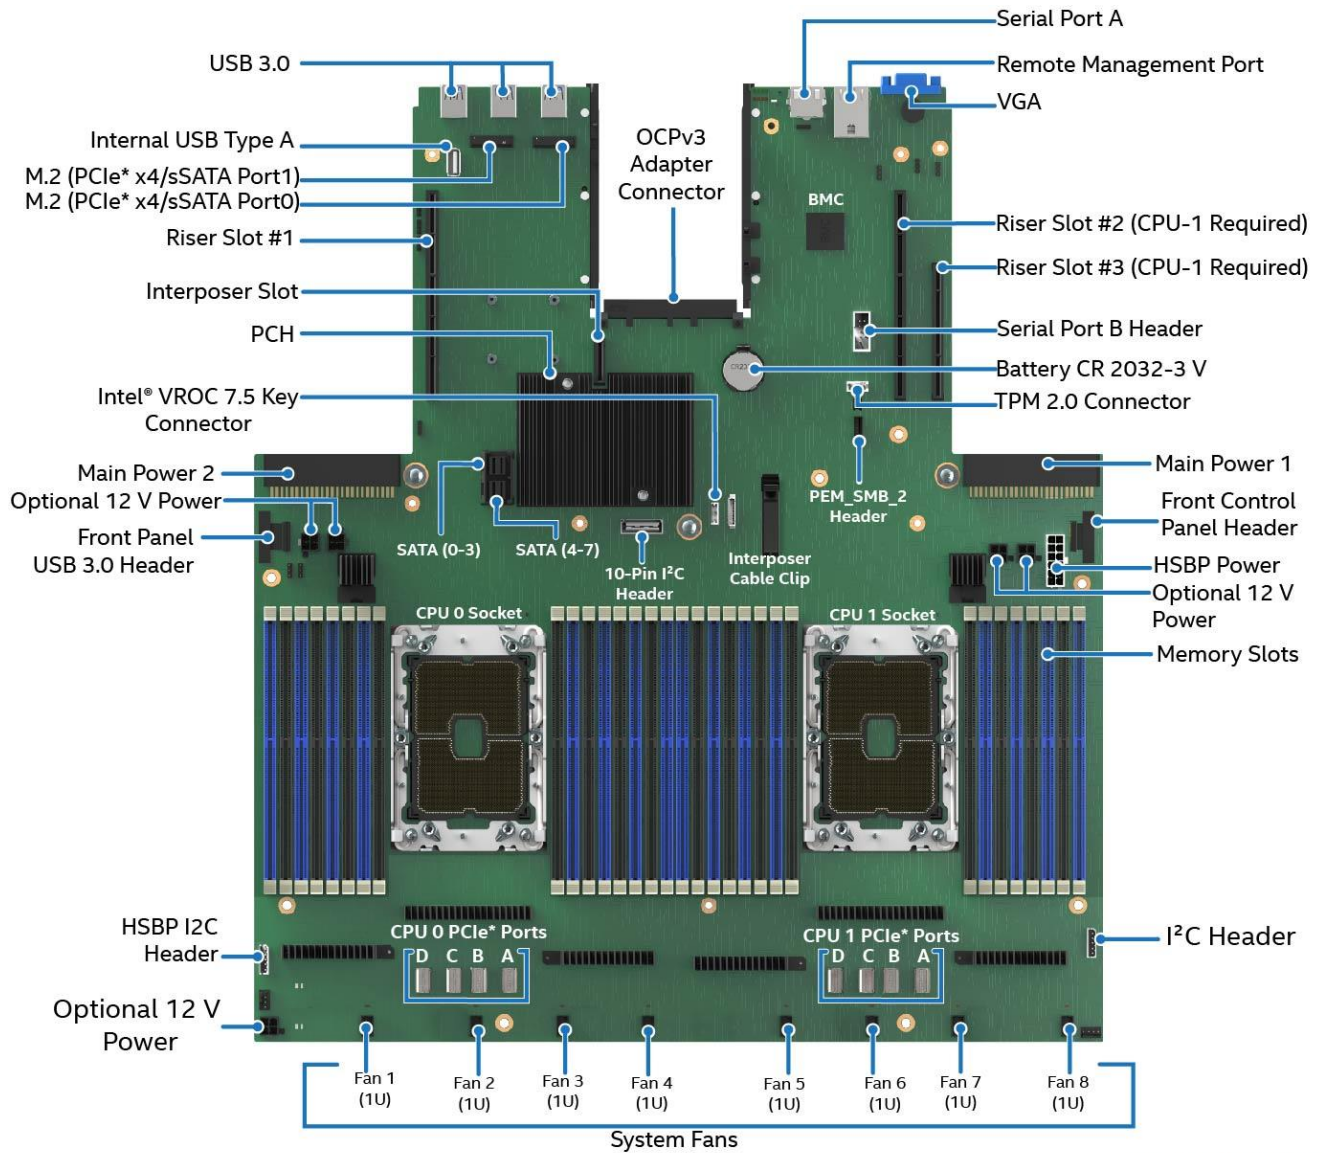 Serial Port A
USB 3.0
Remote Management Port
VGA
Internal USB Type A
M.2 (PCIe* x4/sSATA Port1)
M.2 (PCIe* x4/sSATA Port0)
OCPv3
Adapter
Connector
BMC
Riser Slot #1
Riser Slot #2 (CPU-1 Required)
Riser Slot #3 (CPU-1 Required)
Interposer Slot
PCH
Serial Port B Header
CR20
Battery CR 2032-3 V
Intel® VROC 7.5 Key
Connector
TPM 2.0 Connector
Main Power 2
Main Power 1
Optional 12 V Power
PEM_SMB_2
Header
Front Control
Panel Header
Front Panel
USB 3.0 Header
SATA (0-3)
SATA (4-7)
10-Pin I²C
Header
Interposer
Cable Clip
HSBP Power
Optional 12 V
Power
CPU 0 Socket
CPU 1 Socket
Memory Slots
HSBP I2C
Header
CPU 0 PCIe* Ports
D C B A
CPU 1 PCIe* Ports
D C B A
I²C Header
Optional 12 V
Power
Fan 1
(1U)
Fan 2
(1U)
Fan 3
(1U)
Fan 4
(1U)
Fan 5
(1U)
Fan 6
(1U)
Fan 7
(1U)
Fan 8
(1U)
System Fans